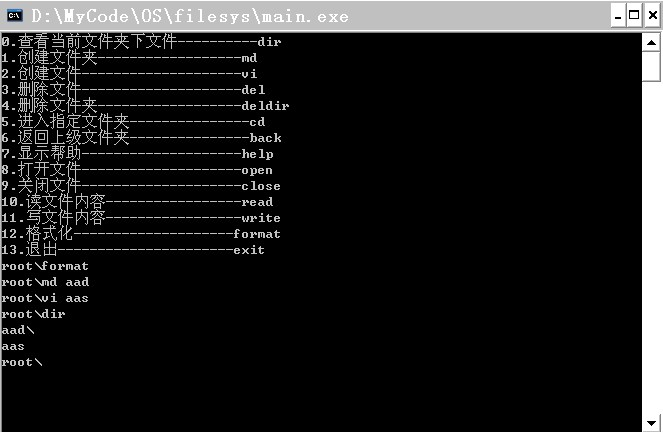 D:\MyCode\OS\filesys\main.exe
0.查看当前文件夹下文件----------dir
1.创建文件夹------------------md
2.创建文件--------------------vi
3.删除文件--------------------del
4.删除文件夹------------------deldir
5.进入指定文件夹---------------cd
6.返回上级文件夹---------------back
7.显示帮助--------------------help
8.打开文件--------------------open
9.关闭文件--------------------close
10.读文件内容-----------------read
11.写文件内容-----------------write
12.格式化--------------------format
13.退出----------------------exit
root\format
root\md aad
root\vi aas
root\dir
aad\
aas
root\